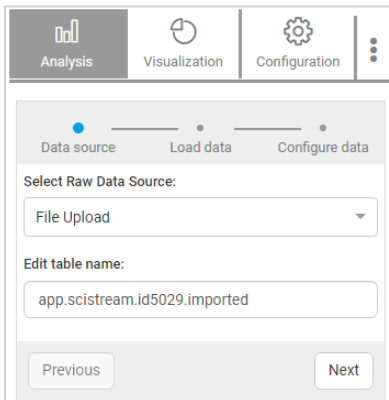 Analysis Visualization Configuration
Data source Load data Configure data
Select Raw Data Source:
File Upload
Edit table name:
app.scistream.id5029.imported
Previous Next